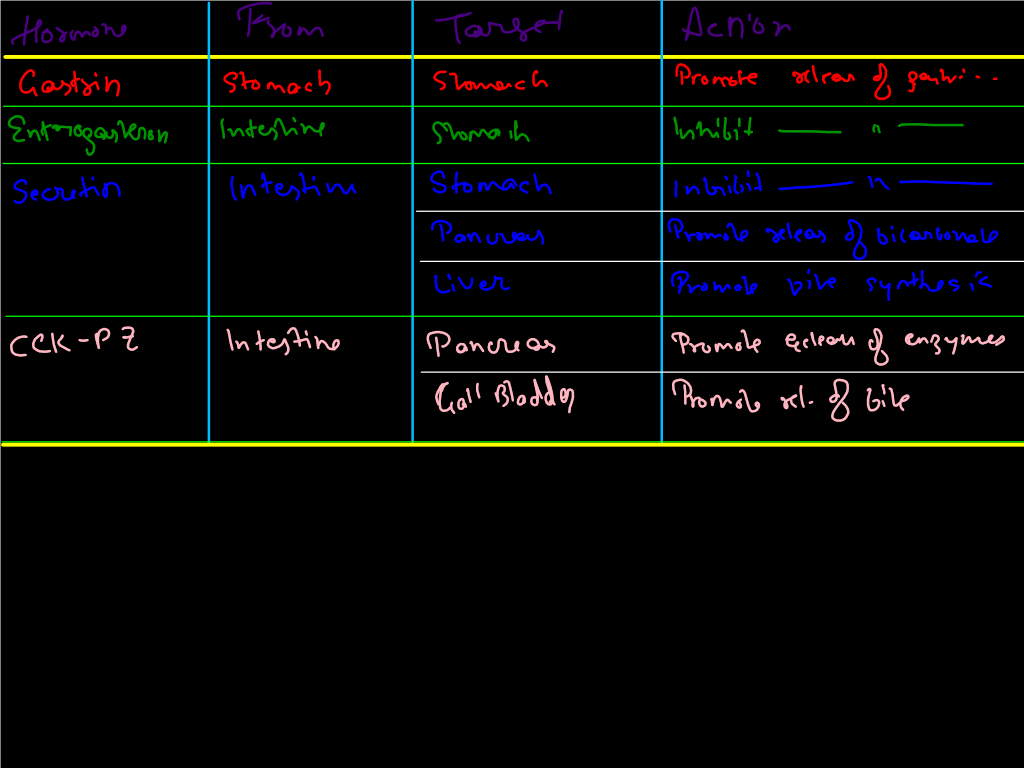 Hormone From Target Action
Gastrin Stomach Stomach Promote release of gastri...
Enterogasteron Intestine Stomach Inhibit —— " ——
Secretin Intestine Stomach Inhibit —— " ——
Pancreas Promote release of bicarbonate
Liver Promote bile synthesis
CCK-PZ Intestine Pancreas Promote release of enzymes
Gall Bladder Promote rel. of bile